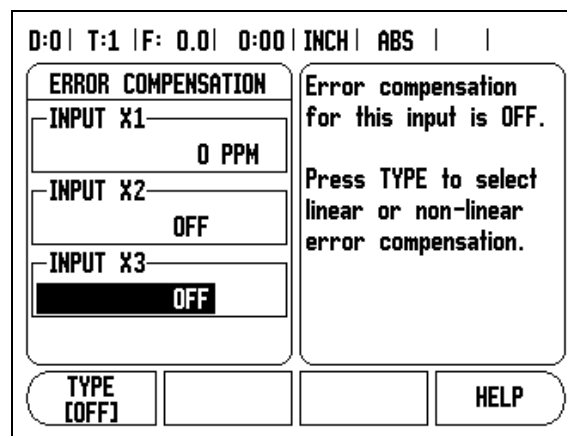 D:0 | T:1 | F: 0.0 | 0:00 | INCH | ABS | |
ERROR COMPENSATION
INPUT X1
0 PPM
INPUT X2
OFF
INPUT X3
OFF
Error compensation
for this input is OFF.
Press TYPE to select
linear or non-linear
error compensation.
TYPE
[OFF]
HELP